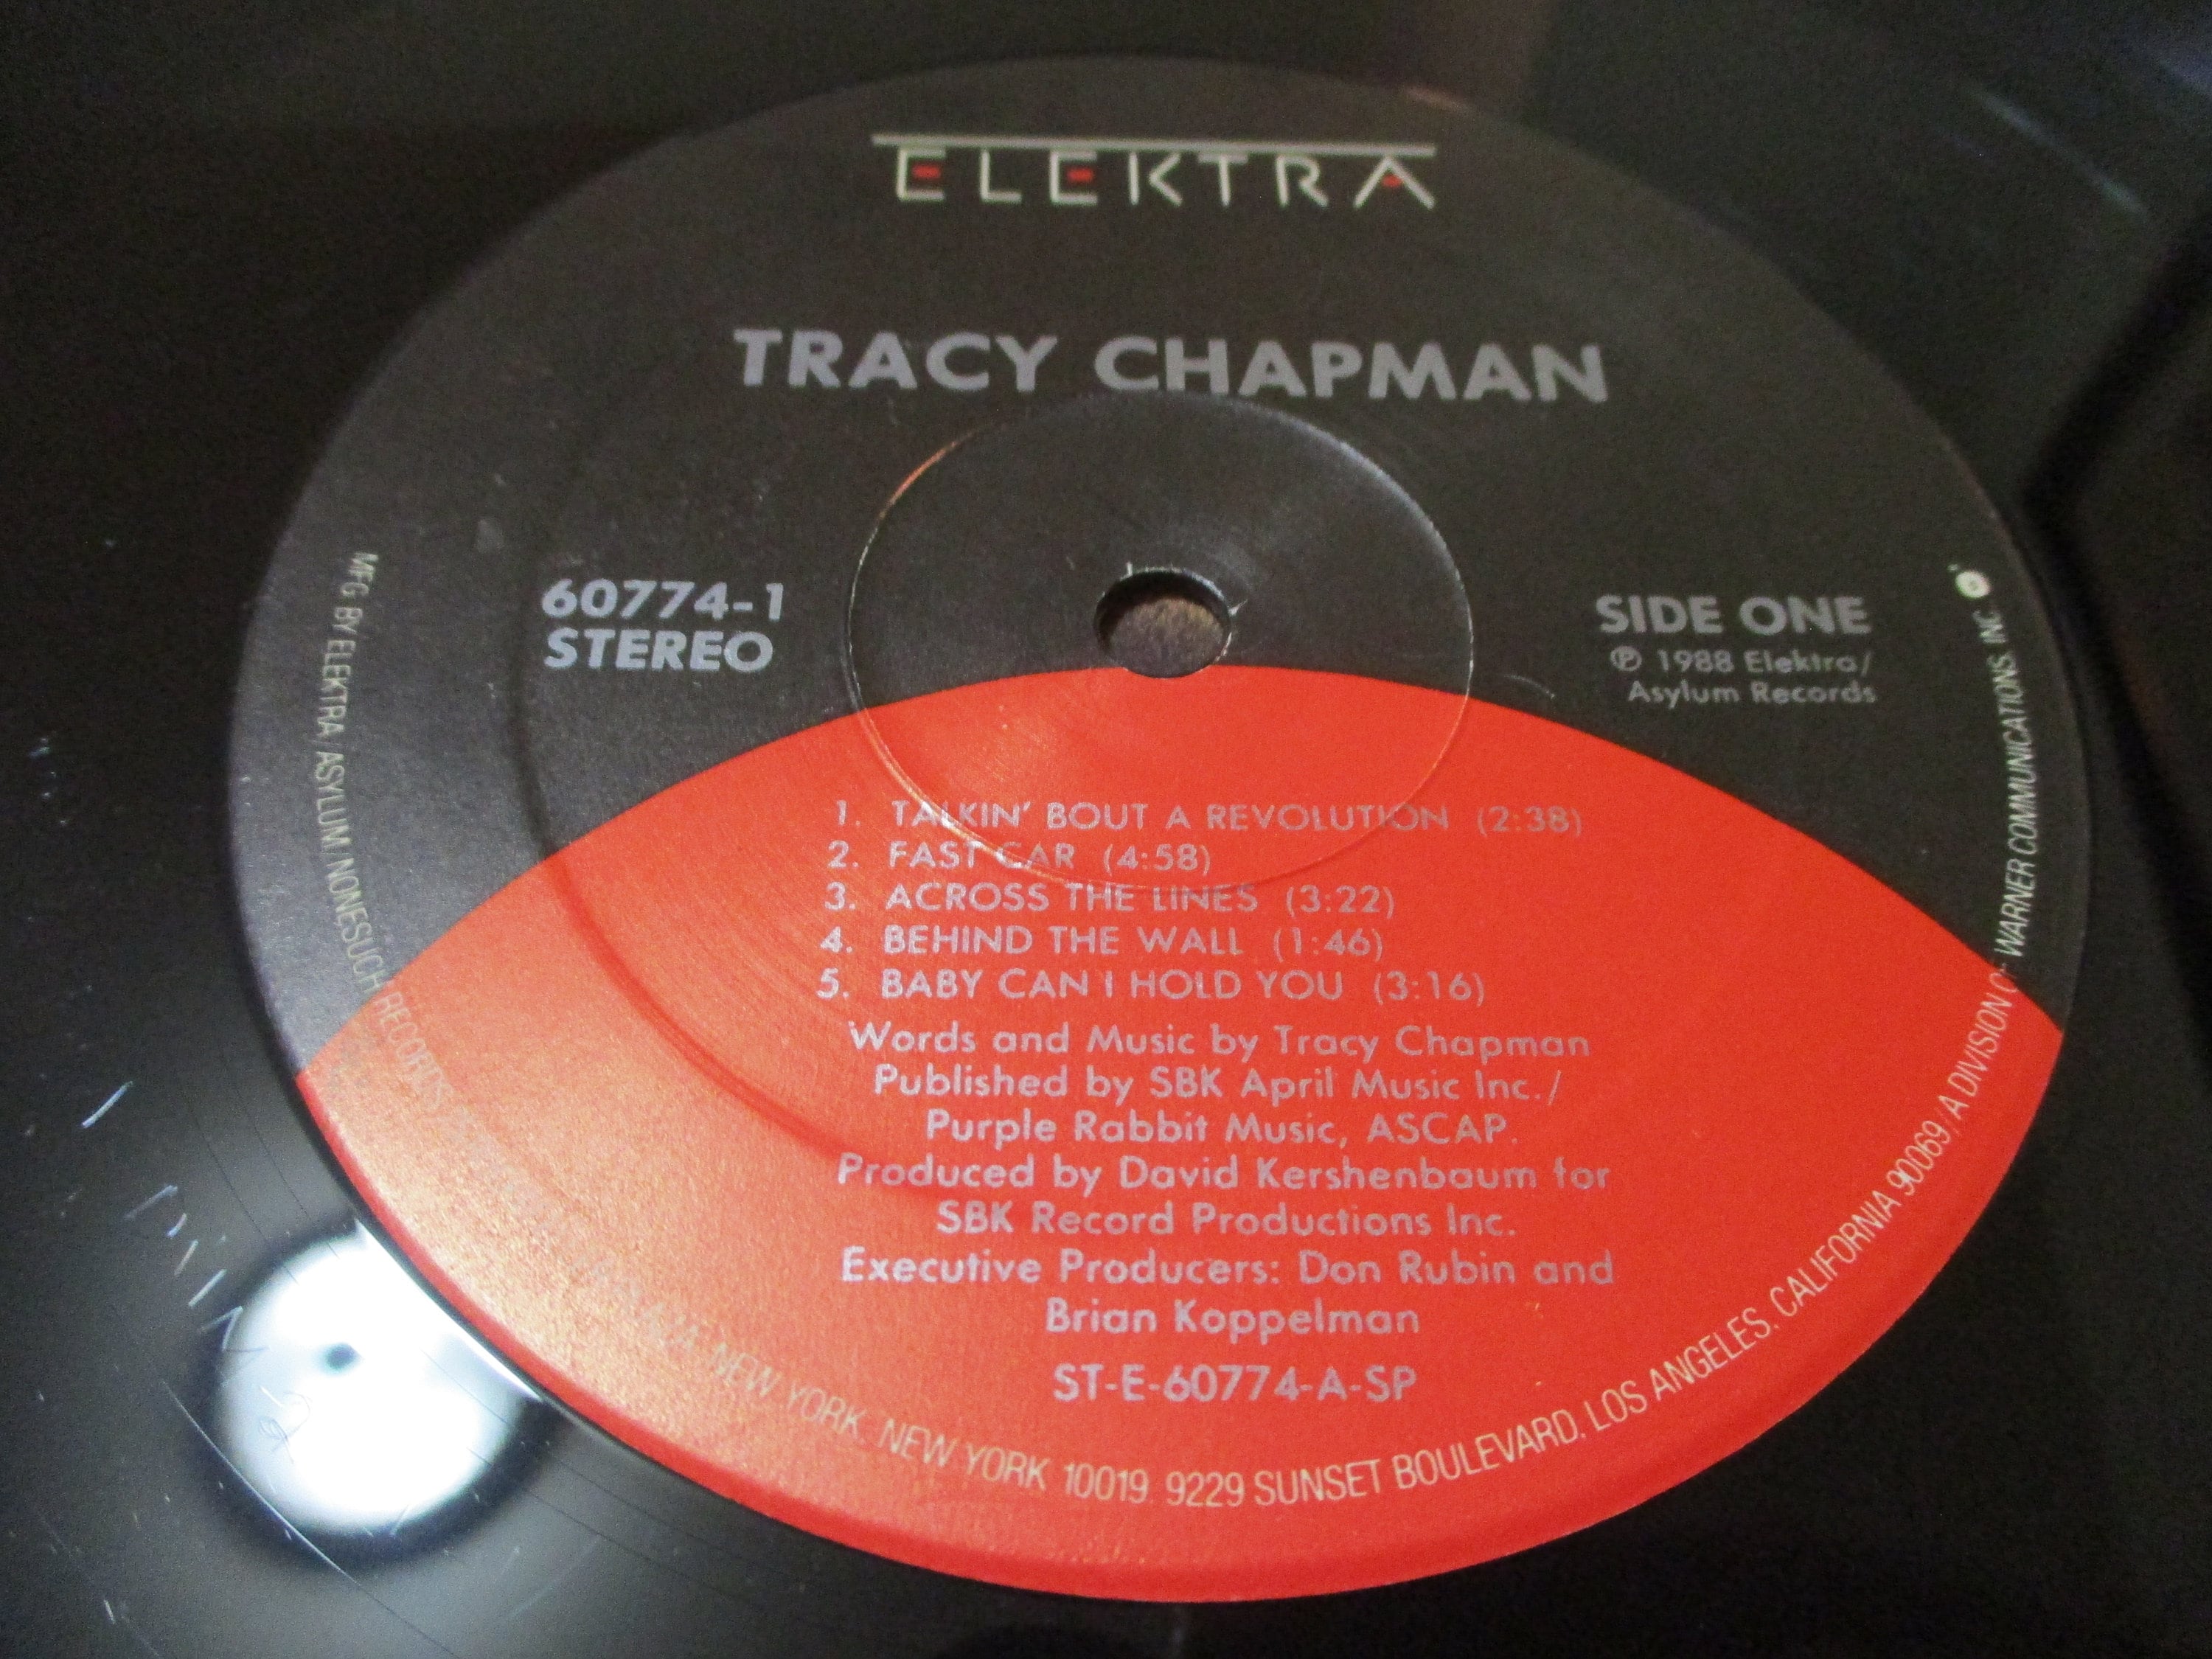 ELEKTRA
TRACY CHAPMAN
60774-1
STEREO
SIDE ONE
℗ 1988 Elektra/
Asylum Records
1. TALKIN' BOUT A REVOLUTION (2:38)
2. FAST CAR (4:58)
3. ACROSS THE LINES (3:22)
4. BEHIND THE WALL (1:46)
5. BABY CAN I HOLD YOU (3:16)
Words and Music by Tracy Chapman
Published by SBK April Music Inc./
Purple Rabbit Music, ASCAP.
Produced by David Kershenbaum for
SBK Record Productions Inc.
Executive Producers: Don Rubin and
Brian Koppelman
ST-E-60774-A-SP
MFG BY ELEKTRA ASYLUM NONESUCH RECORDS, NEW YORK, NEW YORK 10019. 9229 SUNSET BOULEVARD, LOS ANGELES, CALIFORNIA 90069 / A DIVISION OF WARNER COMMUNICATIONS. INC.